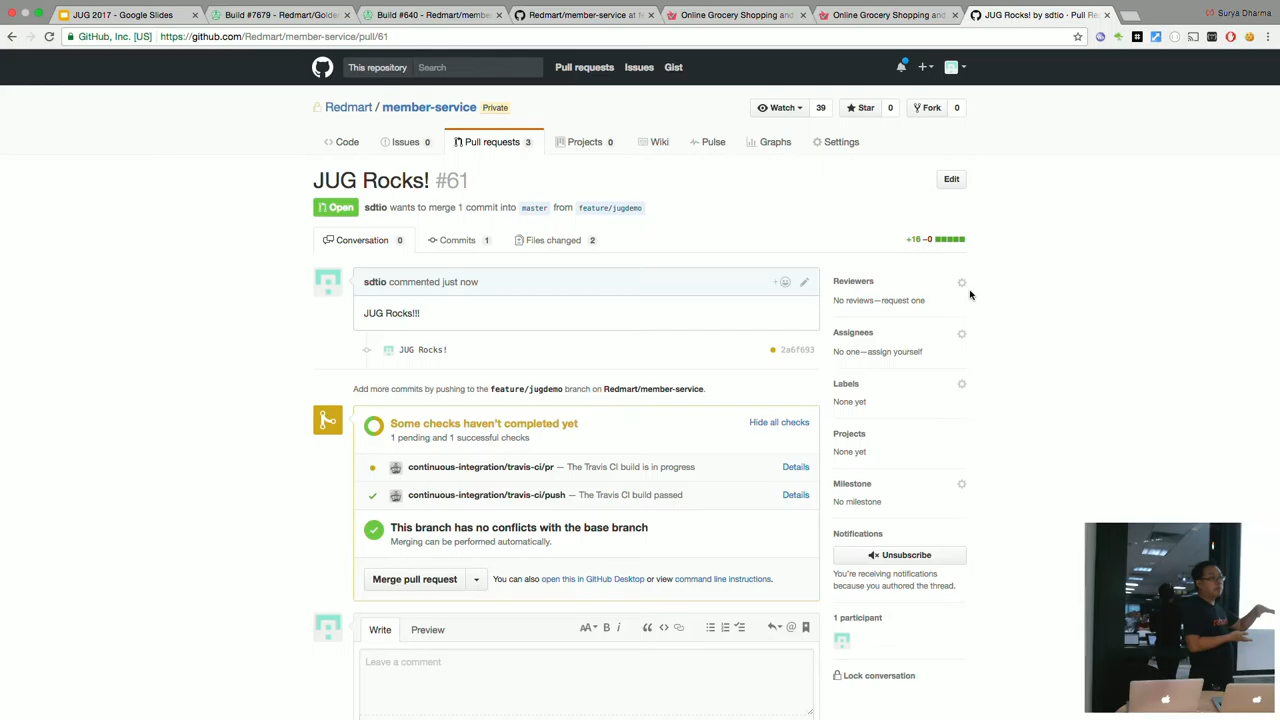 JUG 2017 - Google Slides
Build #7679 - Redmart/Golde
Build #640 - Redmart/membe
Redmart/member-service at f
Online Grocery Shopping and
Online Grocery Shopping and
JUG Rocks! by sdtio · Pull Re
Surya Dharma
GitHub, Inc. [US] https://github.com/Redmart/member-service/pull/61
This repository Search Pull requests Issues Gist
Redmart / member-service Private
Watch 39 Star 0 Fork 0
Code Issues 0 Pull requests 3 Projects 0 Wiki Pulse Graphs Settings
JUG Rocks! #61
Edit
Open sdtio wants to merge 1 commit into master from feature/jugdemo
Conversation 0 Commits 1 Files changed 2
+16 −0
sdtio commented just now
JUG Rocks!!!
JUG Rocks! 2a6f693
Add more commits by pushing to the feature/jugdemo branch on Redmart/member-service.
Some checks haven't completed yet Hide all checks
1 pending and 1 successful checks
continuous-integration/travis-ci/pr — The Travis CI build is in progress Details
continuous-integration/travis-ci/push — The Travis CI build passed Details
This branch has no conflicts with the base branch
Merging can be performed automatically.
Merge pull request You can also open this in GitHub Desktop or view command line instructions.
Write Preview AA B i
Leave a comment
Reviewers
No reviews—request one
Assignees
No one—assign yourself
Labels
None yet
Projects
None yet
Milestone
No milestone
Notifications
Unsubscribe
You're receiving notifications
because you authored the thread.
1 participant
Lock conversation